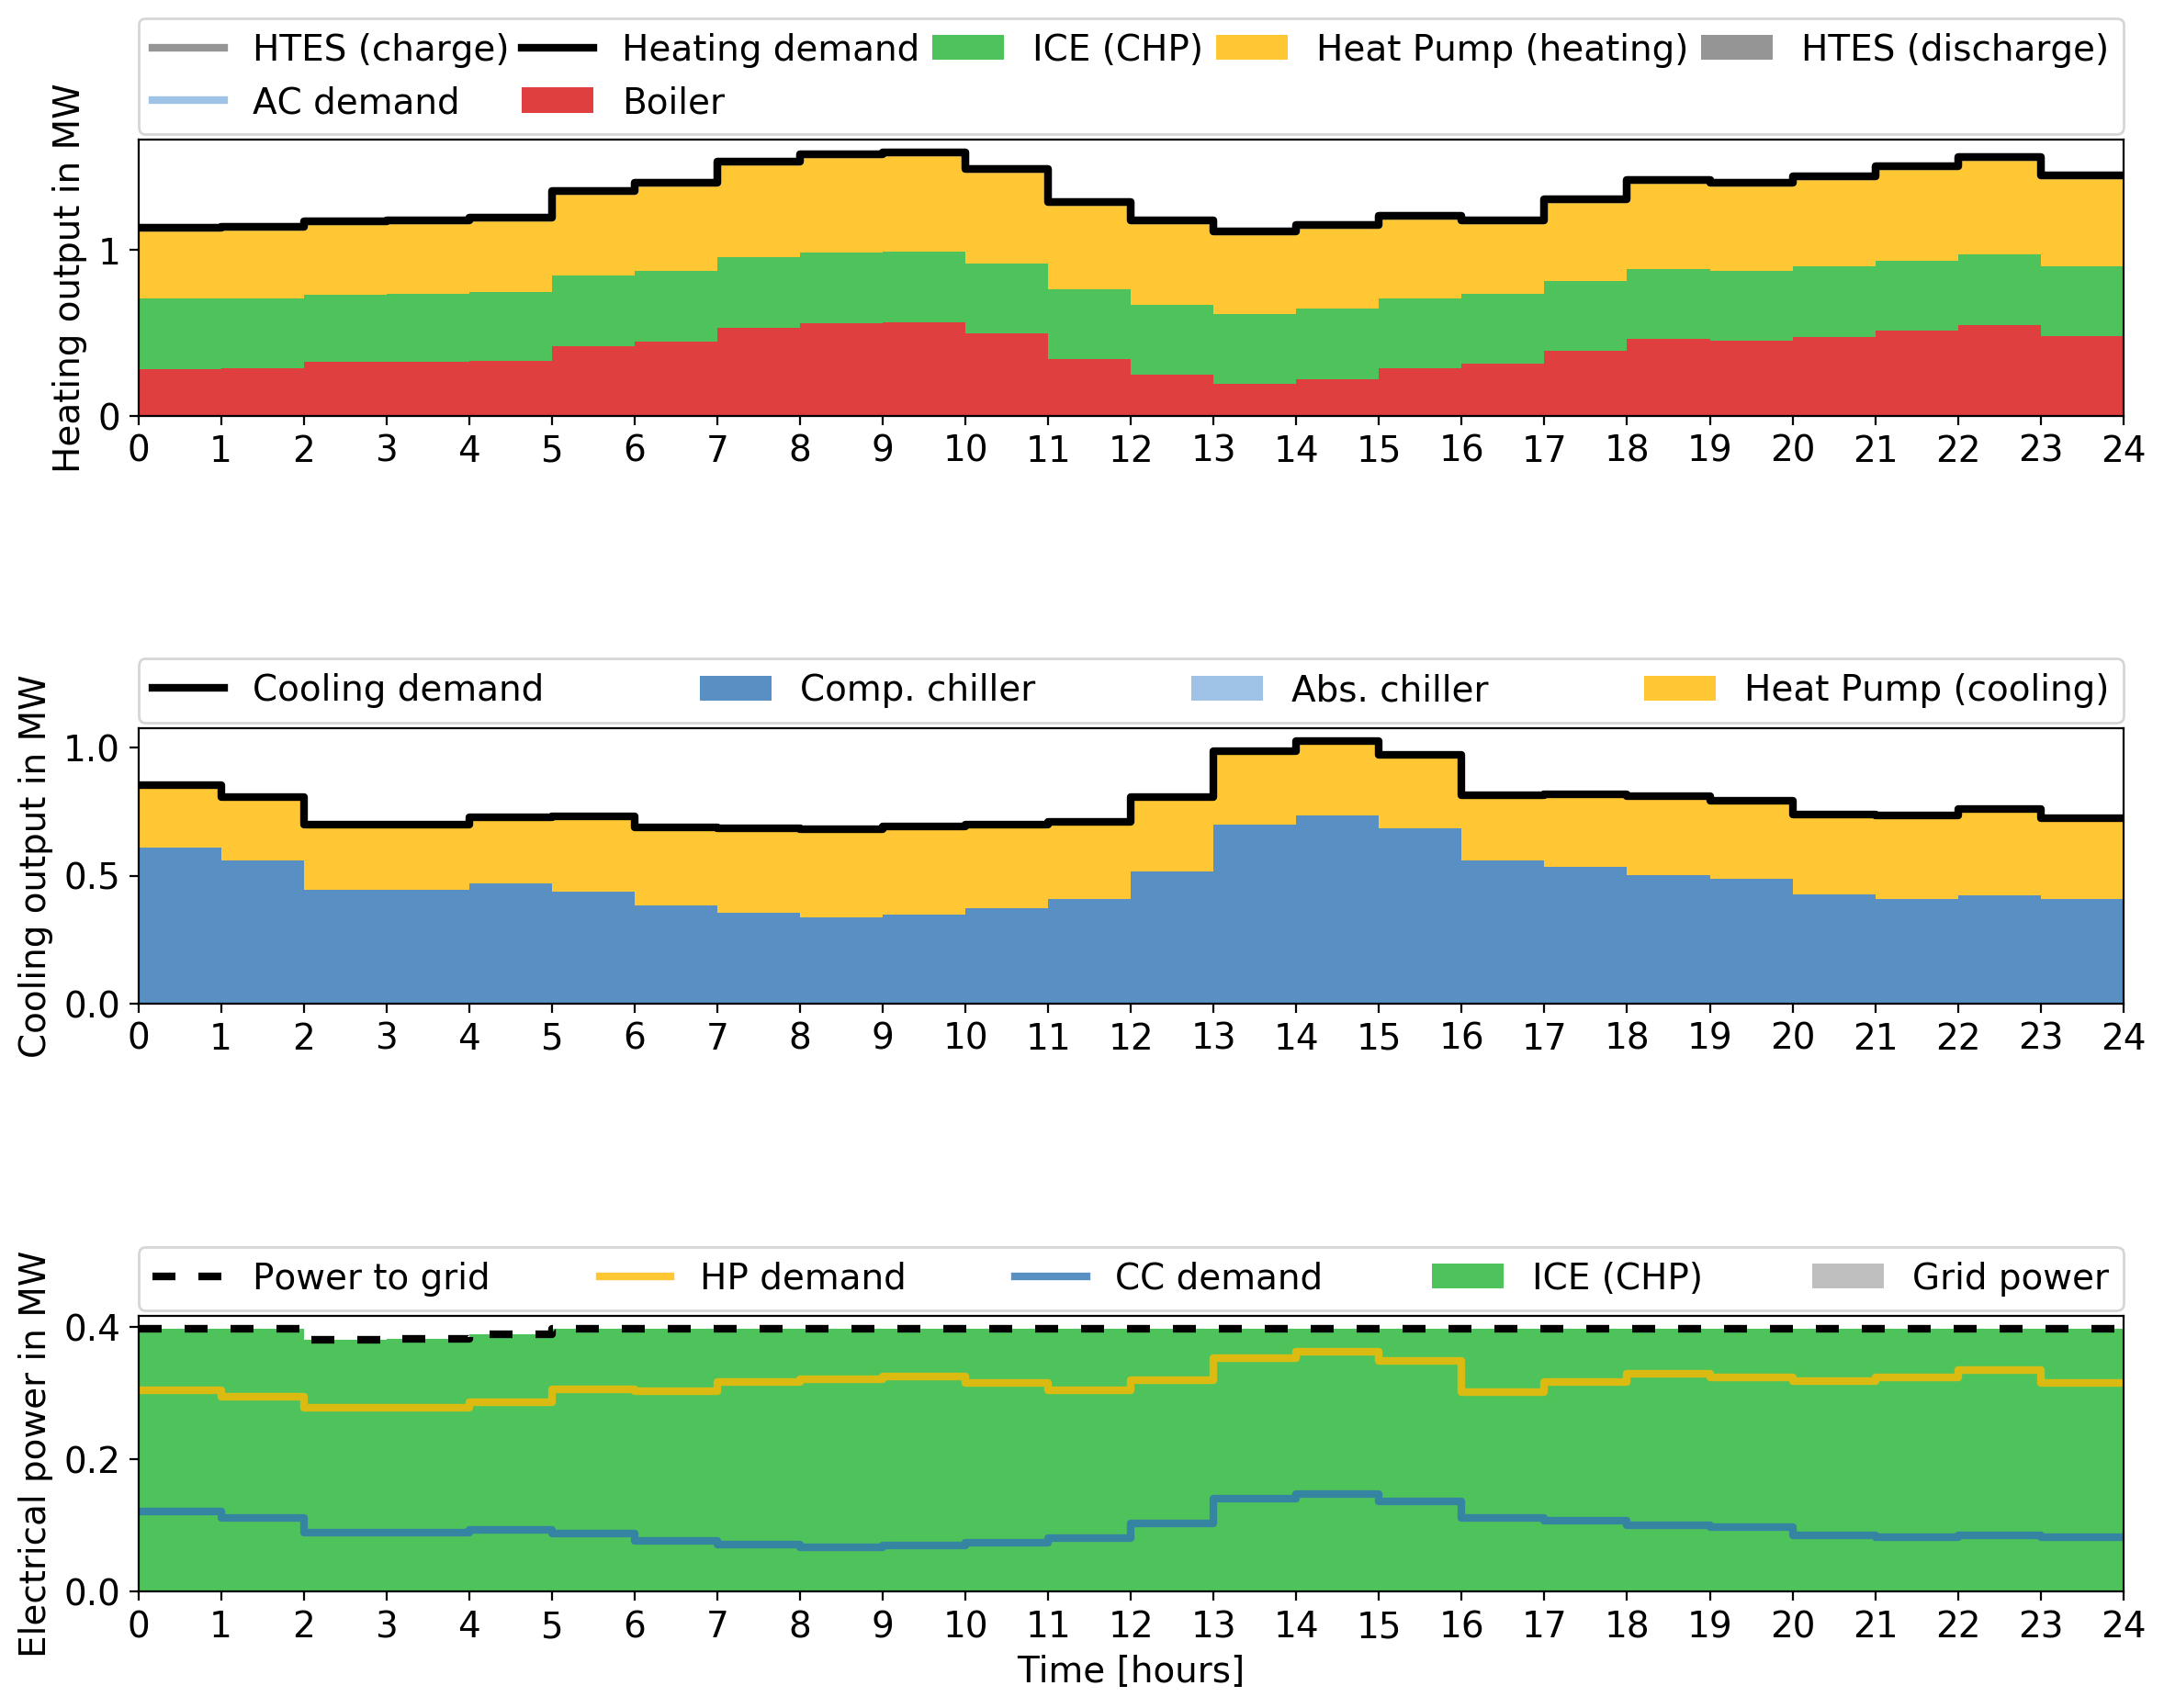 HTES (charge) Heating demand ICE (CHP) Heat Pump (heating) HTES (discharge)
AC demand Boiler
Heating output in MW
1
0
0 1 2 3 4 5 6 7 8 9 10 11 12 13 14 15 16 17 18 19 20 21 22 23 24
Cooling demand Comp. chiller Abs. chiller Heat Pump (cooling)
Cooling output in MW
1.0
0.5
0.0
0 1 2 3 4 5 6 7 8 9 10 11 12 13 14 15 16 17 18 19 20 21 22 23 24
Power to grid HP demand CC demand ICE (CHP) Grid power
Electrical power in MW
0.4
0.2
0.0
0 1 2 3 4 5 6 7 8 9 10 11 12 13 14 15 16 17 18 19 20 21 22 23 24
Time [hours]